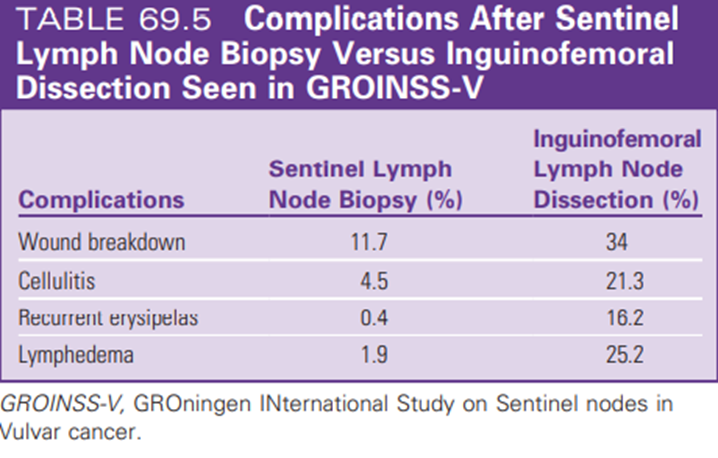 TABLE 69.5 Complications After Sentinel
Lymph Node Biopsy Versus Inguinofemoral
Dissection Seen in GROINSS-V
Complications
Sentinel Lymph
Node Biopsy (%)
Inguinofemoral
Lymph Node
Dissection (%)
Wound breakdown 11.7 34
Cellulitis 4.5 21.3
Recurrent erysipelas 0.4 16.2
Lymphedema 1.9 25.2
GROINSS-V, GROningen INternational Study on Sentinel nodes in
Vulvar cancer.